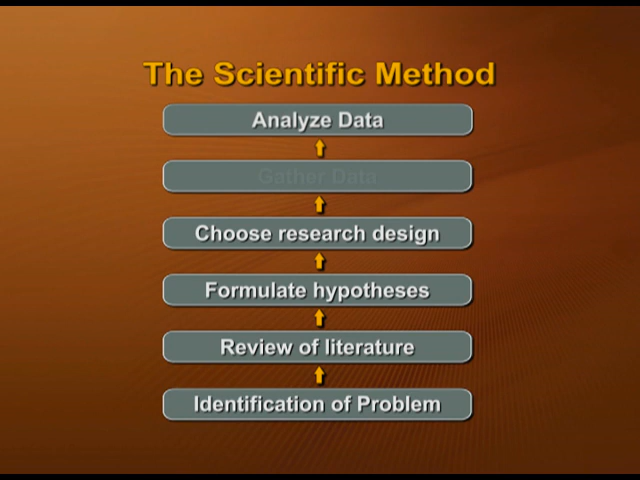 The Scientific Method
Analyze Data
Gather Data
Choose research design
Formulate hypotheses
Review of literature
Identification of Problem